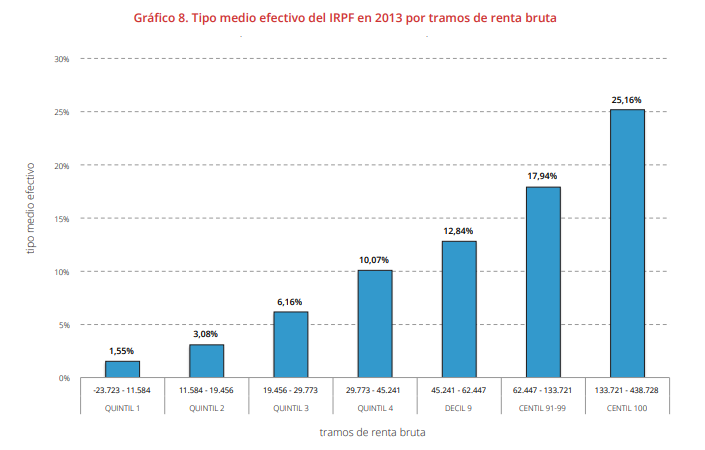 Gráfico 8. Tipo medio efectivo del IRPF en 2013 por tramos de renta bruta
30%
25%
20%
15%
10%
5%
0%
tipo medio efectivo
1,55%
3,08%
6,16%
10,07%
12,84%
17,94%
25,16%
-23.723 - 11.584 11.584 - 19.456 19.456 - 29.773 29.773 - 45.241 45.241 - 62.447 62.447 - 133.721 133.721 - 438.728
QUINTIL 1 QUINTIL 2 QUINTIL 3 QUINTIL 4 DECIL 9 CENTIL 91-99 CENTIL 100
tramos de renta bruta